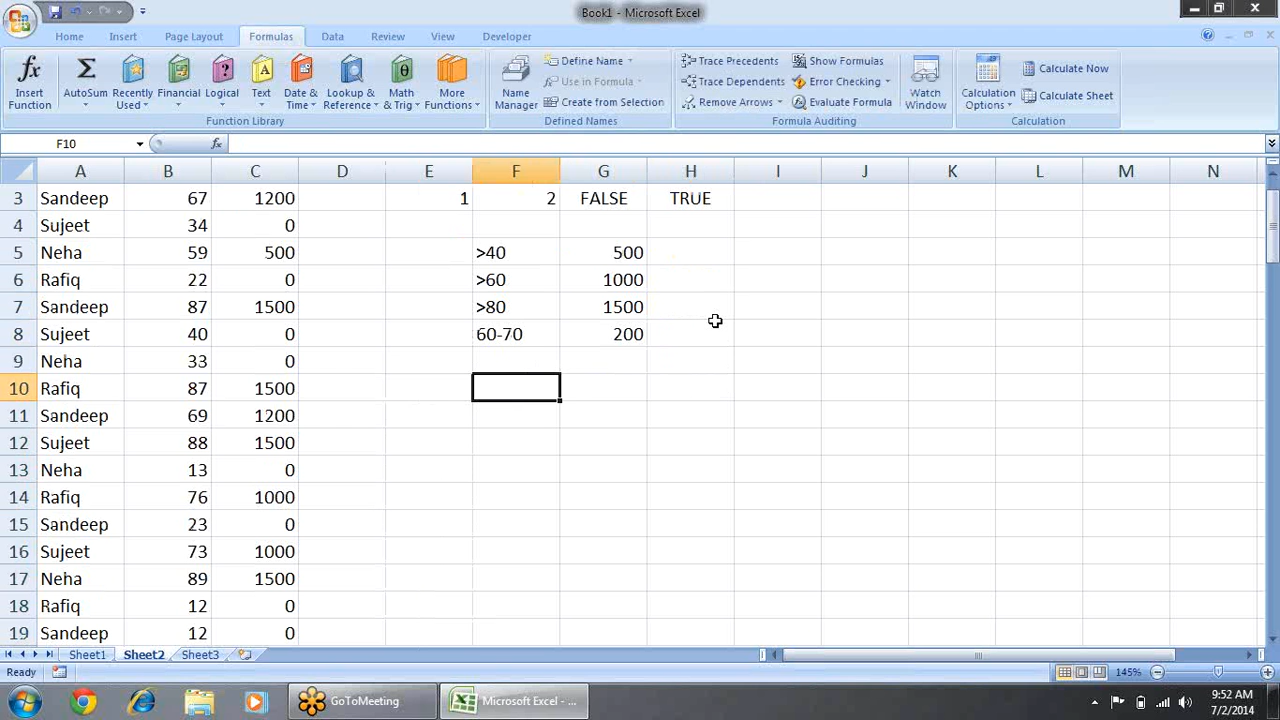 Book1 - Microsoft Excel
Home Insert Page Layout Formulas Data Review View Developer
fx Insert Function
Σ AutoSum
Recently Used
Financial
Logical
Text
Date & Time
Lookup & Reference
Math & Trig
More Functions
Function Library
Name Manager
Define Name
Use in Formula
Create from Selection
Defined Names
Trace Precedents
Trace Dependents
Remove Arrows
Show Formulas
Error Checking
Evaluate Formula
Watch Window
Formula Auditing
Calculation Options
Calculate Now
Calculate Sheet
Calculation
F10 fx
A B C D E F G H I J K L M N
3 Sandeep 67 1200 1 2 FALSE TRUE
4 Sujeet 34 0
5 Neha 59 500 >40 500
6 Rafiq 22 0 >60 1000
7 Sandeep 87 1500 >80 1500
8 Sujeet 40 0 60-70 200
9 Neha 33 0
10 Rafiq 87 1500
11 Sandeep 69 1200
12 Sujeet 88 1500
13 Neha 13 0
14 Rafiq 76 1000
15 Sandeep 23 0
16 Sujeet 73 1000
17 Neha 89 1500
18 Rafiq 12 0
19 Sandeep 12 0
Sheet1 Sheet2 Sheet3
Ready 145%
GoToMeeting Microsoft Excel - ... 9:52 AM
7/2/2014